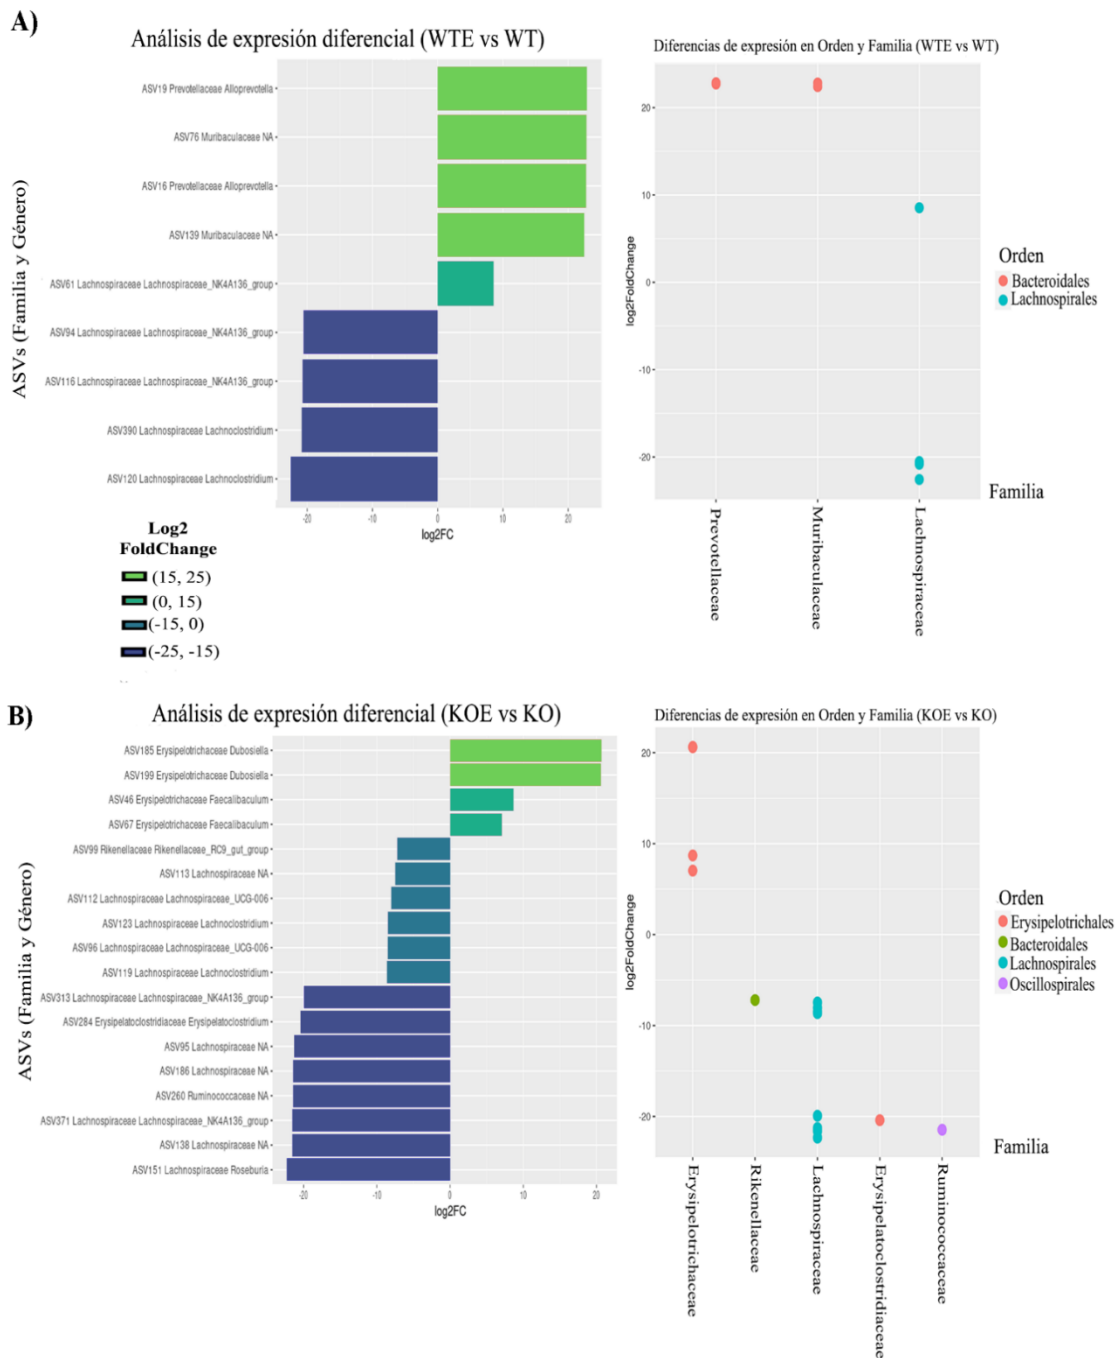 A)
Análisis de expresión diferencial (WTE vs WT)
ASVs (Familia y Género)
ASV19 Prevotellaceae Alloprevotella
ASV76 Muribaculaceae NA
ASV16 Prevotellaceae Alloprevotella
ASV139 Muribaculaceae NA
ASV61 Lachnospiraceae Lachnospiraceae_NK4A136_group
ASV94 Lachnospiraceae Lachnospiraceae_NK4A136_group
ASV116 Lachnospiraceae Lachnospiraceae_NK4A136_group
ASV390 Lachnospiraceae Lachnoclostridium
ASV120 Lachnospiraceae Lachnoclostridium
-20 -10 0 10 20
log2FC
Log2
FoldChange
(15, 25)
(0, 15)
(-15, 0)
(-25, -15)
Diferencias de expresión en Orden y Familia (WTE vs WT)
log2FoldChange
20
10
0
-10
-20
Prevotellaceae
Muribaculaceae
Lachnospiraceae
Familia
Orden
Bacteroidales
Lachnospirales
B)
Análisis de expresión diferencial (KOE vs KO)
ASVs (Familia y Género)
ASV185 Erysipelotrichaceae Dubosiella
ASV199 Erysipelotrichaceae Dubosiella
ASV46 Erysipelotrichaceae Faecalibaculum
ASV67 Erysipelotrichaceae Faecalibaculum
ASV99 Rikenellaceae Rikenellaceae_RC9_gut_group
ASV113 Lachnospiraceae NA
ASV112 Lachnospiraceae Lachnospiraceae_UCG-006
ASV123 Lachnospiraceae Lachnoclostridium
ASV96 Lachnospiraceae Lachnospiraceae_UCG-006
ASV119 Lachnospiraceae Lachnoclostridium
ASV313 Lachnospiraceae Lachnospiraceae_NK4A136_group
ASV284 Erysipelatoclostridiaceae Erysipelatoclostridium
ASV95 Lachnospiraceae NA
ASV186 Lachnospiraceae NA
ASV260 Ruminococcaceae NA
ASV371 Lachnospiraceae Lachnospiraceae_NK4A136_group
ASV138 Lachnospiraceae NA
ASV151 Lachnospiraceae Roseburia
-20 -10 0 10 20
log2FC
Diferencias de expresión en Orden y Familia (KOE vs KO)
log2FoldChange
20
10
0
-10
-20
Erysipelotrichaceae
Rikenellaceae
Lachnospiraceae
Erysipelatoclostridiaceae
Ruminococcaceae
Familia
Orden
Erysipelotrichales
Bacteroidales
Lachnospirales
Oscillospirales